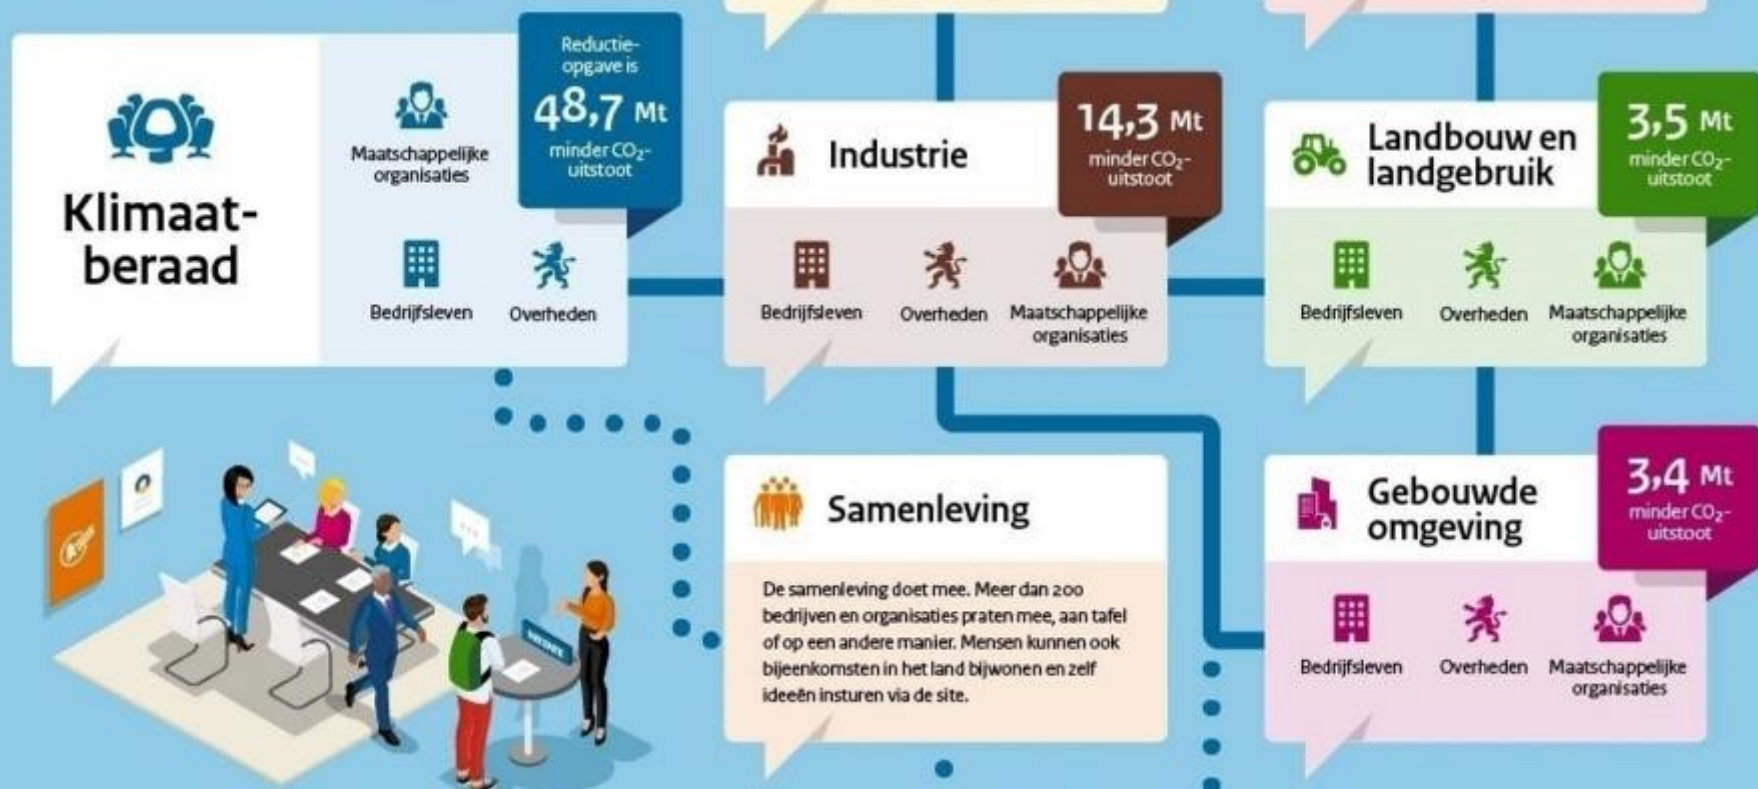 Klimaat-
beraad
Maatschappelijke
organisaties
Bedrijfsleven
Overheden
Reductie-
opgave is
48,7 Mt
minder CO₂-
uitstoot
Industrie
14,3 Mt
minder CO₂-
uitstoot
Bedrijfsleven
Overheden
Maatschappelijke
organisaties
Landbouw en
landgebruik
3,5 Mt
minder CO₂-
uitstoot
Bedrijfsleven
Overheden
Maatschappelijke
organisaties
Samenleving
De samenleving doet mee. Meer dan 200
bedrijven en organisaties praten mee, aan tafel
of op een andere manier. Mensen kunnen ook
bijeenkomsten in het land bijwonen en zelf
ideeën insturen via de site.
Gebouwde
omgeving
3,4 Mt
minder CO₂-
uitstoot
Bedrijfsleven
Overheden
Maatschappelijke
organisaties